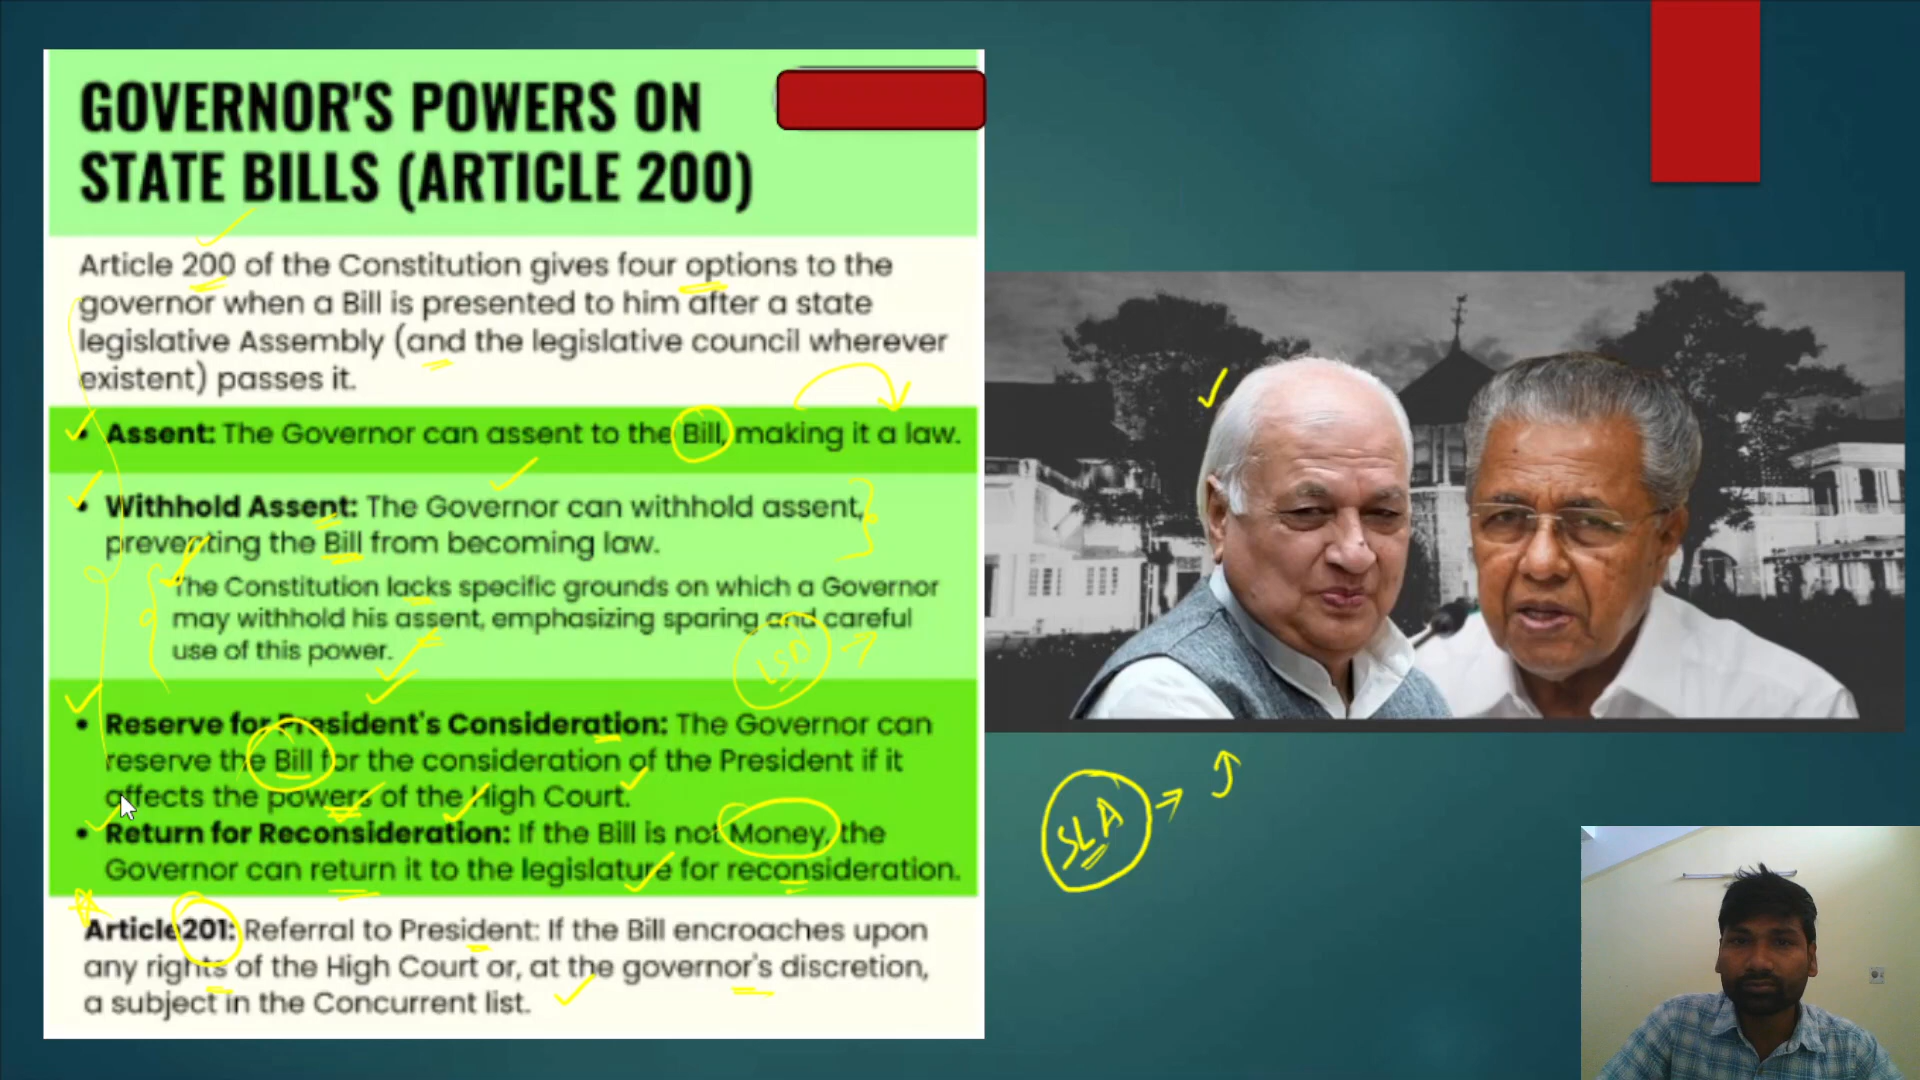 GOVERNOR'S POWERS ON
STATE BILLS (ARTICLE 200)
Article 200 of the Constitution gives four options to the
governor when a Bill is presented to him after a state
legislative Assembly (and the legislative council wherever
existent) passes it.
• Assent: The Governor can assent to the Bill, making it a law.
• Withhold Assent: The Governor can withhold assent,
preventing the Bill from becoming law.
The Constitution lacks specific grounds on which a Governor
may withhold his assent, emphasizing sparing and careful
use of this power.
• Reserve for President's Consideration: The Governor can
reserve the Bill for the consideration of the President if it
affects the powers of the High Court.
• Return for Reconsideration: If the Bill is not Money, the
Governor can return it to the legislature for reconsideration.
Article201: Referral to President: If the Bill encroaches upon
any rights of the High Court or, at the governor's discretion,
a subject in the Concurrent list.
SLA